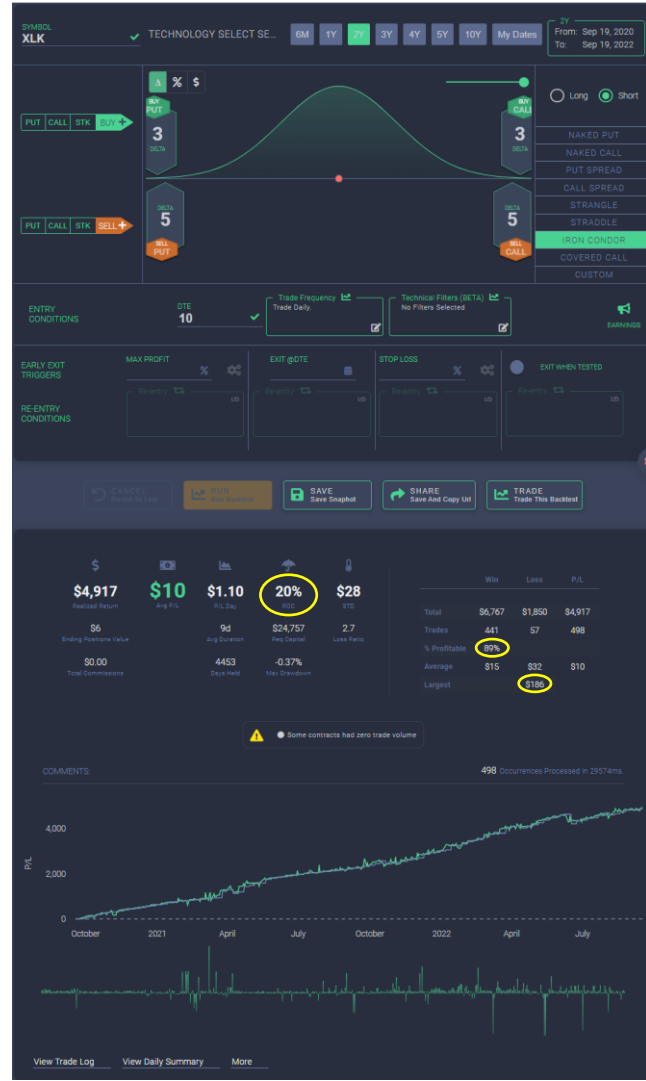 SYMBOL
XLK
TECHNOLOGY SELECT SE...
6M 1Y 2Y 3Y 4Y 5Y 10Y My Dates
2Y
From: Sep 19, 2020
To: Sep 19, 2022
A % $
Long Short
BUY PUT
3
DELTA
BUY CALL
3
DELTA
PUT CALL STK BUY +
NAKED PUT
NAKED CALL
PUT SPREAD
CALL SPREAD
STRANGLE
STRADDLE
IRON CONDOR
COVERED CALL
CUSTOM
PUT CALL STK SELL +
DELTA
5
SELL PUT
DELTA
5
SELL CALL
ENTRY CONDITIONS
DTE
10
Trade Frequency
Trade Daily.
Technical Filters (BETA)
No Filters Selected
EARNINGS
EARLY EXIT TRIGGERS
MAX PROFIT
%
EXIT @DTE
STOP LOSS
%
EXIT WHEN TESTED
RE-ENTRY CONDITIONS
Re-entry
Re-entry
Re-entry
Re-entry
CANCEL
Revert To Last
RUN
Run Backtest
SAVE
Save Snaphot
SHARE
Save And Copy Url
TRADE
Trade This Backtest
$
$4,917
Realized Return
$10
Avg P/L
$1.10
P/L Day
20%
ROC
$28
STD
$6
Ending Positions Value
9d
Avg Duration
$24,757
Req Capital
2.7
Loss Ratio
$0.00
Total Commissions
4453
Days Held
-0.37%
Max Drawdown
Win Loss P/L
Total $6,767 $1,850 $4,917
Trades 441 57 498
% Profitable 89%
Average $15 $32 $10
Largest $186
Some contracts had zero trade volume
COMMENTS:
498 Occurrences Processed in 29574ms.
P/L
4,000
2,000
0
October 2021 April July October 2022 April July
View Trade Log View Daily Summary More